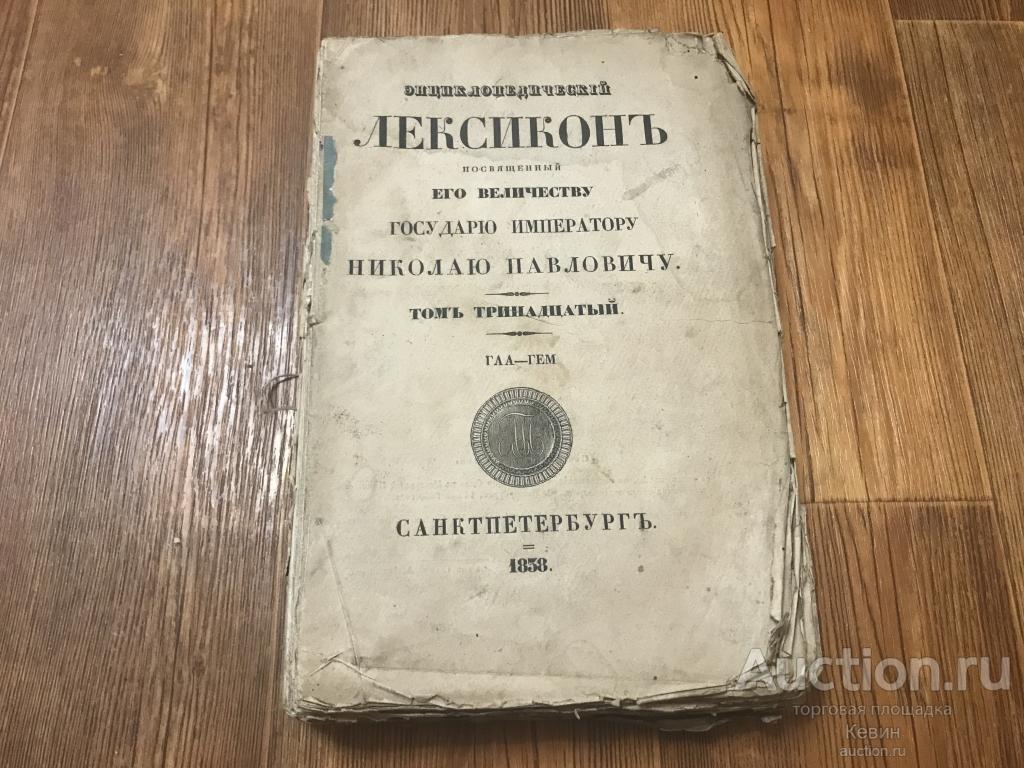 ЭНЦИКЛОПЕДИЧЕСКІЙ
ЛЕКСИКОНЪ
ПОСВЯЩЕННЫЙ
ЕГО ВЕЛИЧЕСТВУ
ГОСУДАРЮ ИМПЕРАТОРУ
НИКОЛАЮ ПАВЛОВИЧУ.
ТОМЪ ТРИНАДЦАТЫЙ.
ГАА—ГЕМ
САНКТПЕТЕРБУРГЪ.
1838.
Auction.ru
торговая площадка
Кевин
auction.ru